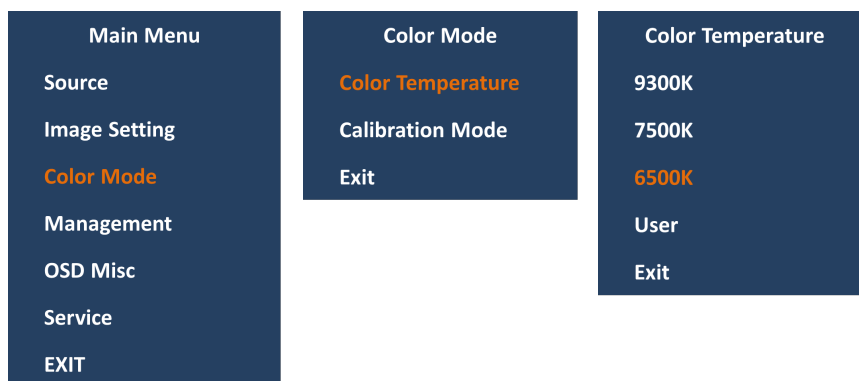 Main Menu
Source
Image Setting
Color Mode
Management
OSD Misc
Service
EXIT
Color Mode
Color Temperature
Calibration Mode
Exit
Color Temperature
9300K
7500K
6500K
User
Exit